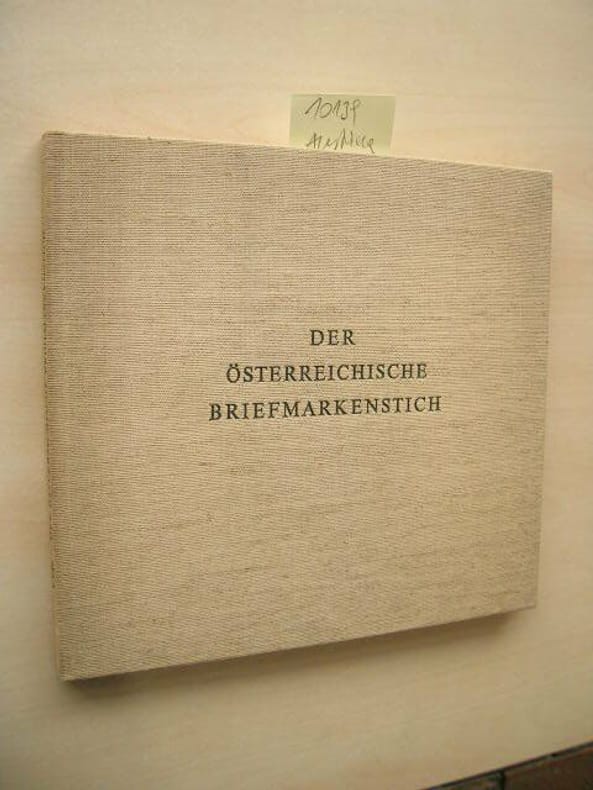 10139
DER
ÖSTERREICHISCHE
BRIEFMARKENSTICH